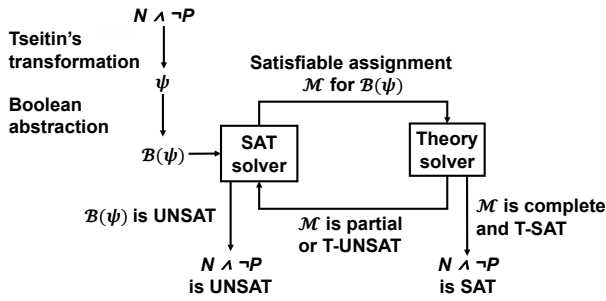 N ∧ ¬P
Tseitin's
transformation
ψ
Boolean
abstraction
ℬ(ψ)
SAT
solver
Satisfiable assignment
ℳ for ℬ(ψ)
Theory
solver
ℬ(ψ) is UNSAT
ℳ is partial
or T-UNSAT
ℳ is complete
and T-SAT
N ∧ ¬P
is UNSAT
N ∧ ¬P
is SAT